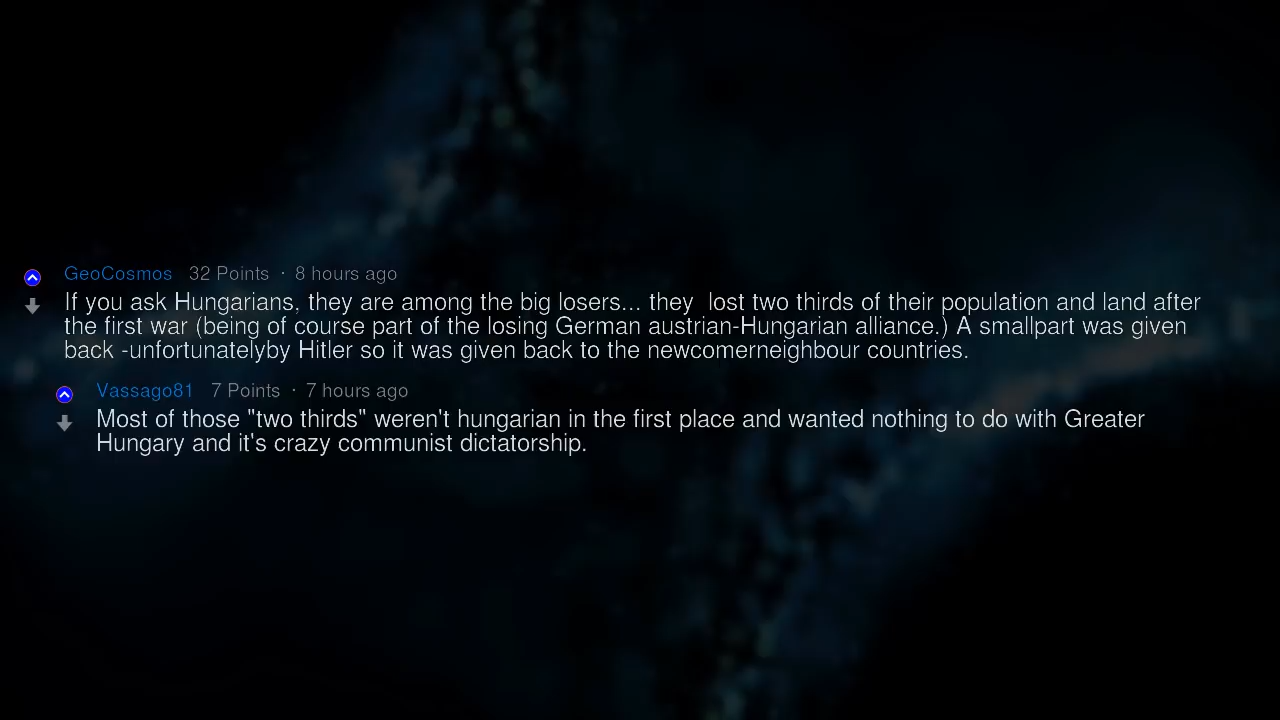 GeoCosmos 32 Points · 8 hours ago
If you ask Hungarians, they are among the big losers... they  lost two thirds of their population and land after
the first war (being of course part of the losing German austrian-Hungarian alliance.) A smallpart was given
back -unfortunatelyby Hitler so it was given back to the newcomerneighbour countries.
Vassago81 7 Points · 7 hours ago
Most of those "two thirds" weren't hungarian in the first place and wanted nothing to do with Greater
Hungary and it's crazy communist dictatorship.